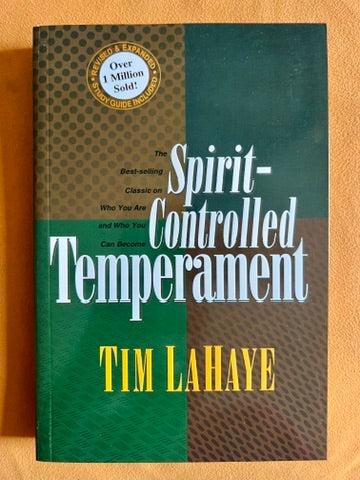 REVISED & EXPANDED
Over
1 Million
Sold!
STUDY GUIDE INCLUDED
The
Best-selling
Classic on
Who You Are
and Who You
Can Become
Spirit-
Controlled
Temperament
TIM LAHAYE